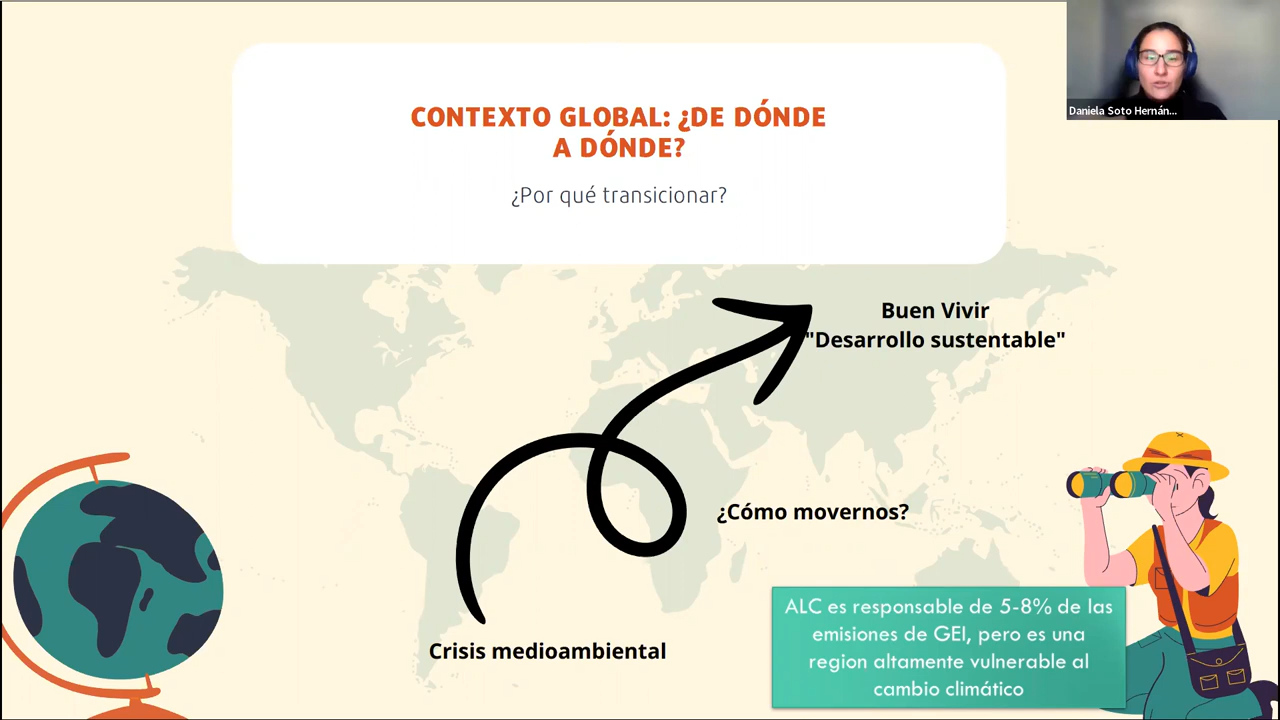 CONTEXTO GLOBAL: ¿DE DÓNDE
A DÓNDE?
¿Por qué transicionar?
Daniela Soto Hernán...
Buen Vivir
"Desarrollo sustentable"
¿Cómo movernos?
Crisis medioambiental
ALC es responsable de 5-8% de las
emisiones de GEI, pero es una
region altamente vulnerable al
cambio climático